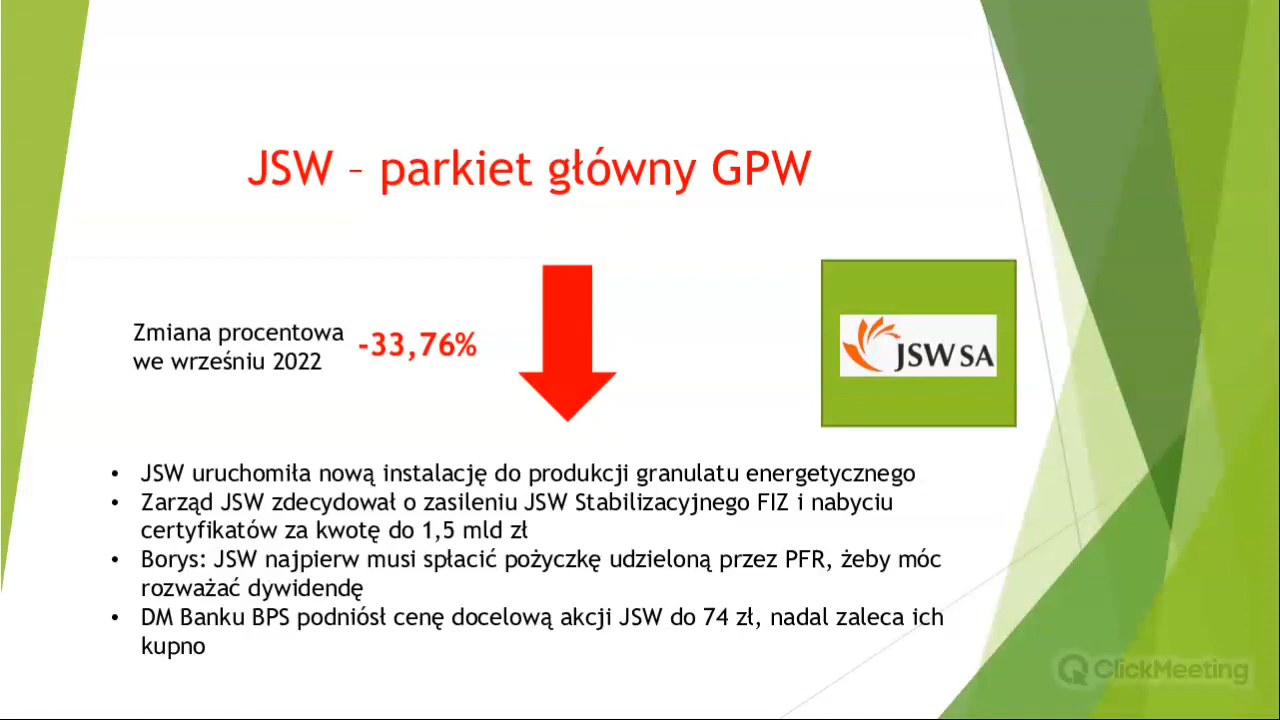 JSW – parkiet główny GPW
Zmiana procentowa
we wrześniu 2022
-33,76%
JSW SA
• JSW uruchomiła nową instalację do produkcji granulatu energetycznego
• Zarząd JSW zdecydował o zasileniu JSW Stabilizacyjnego FIZ i nabyciu
certyfikatów za kwotę do 1,5 mld zł
• Borys: JSW najpierw musi spłacić pożyczkę udzieloną przez PFR, żeby móc
rozważać dywidendę
• DM Banku BPS podniósł cenę docelową akcji JSW do 74 zł, nadal zaleca ich
kupno
ClickMeeting